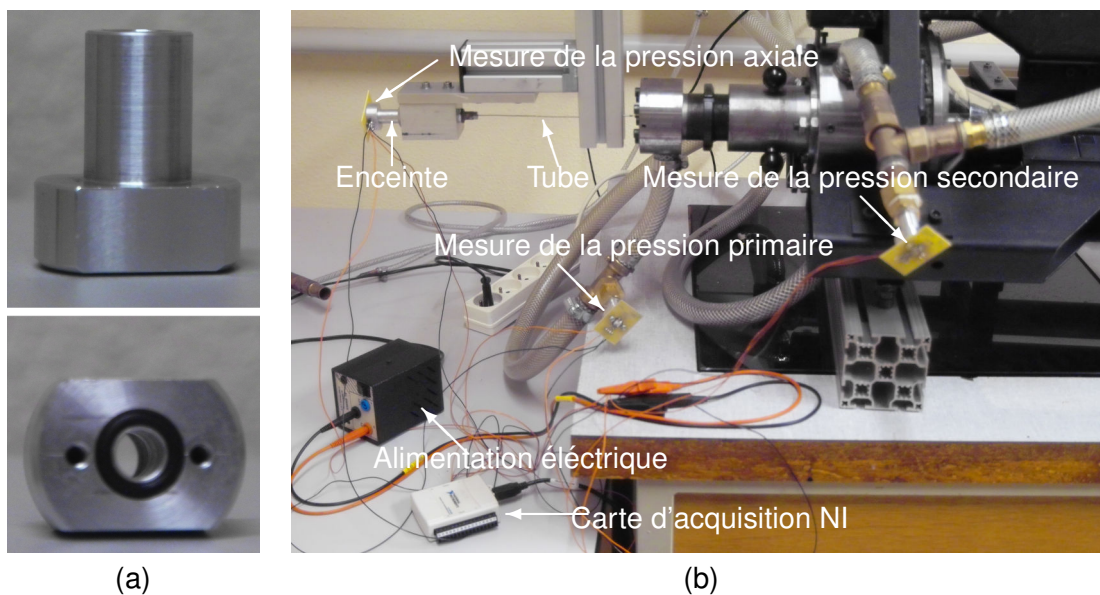 Mesure de la pression axiale
Enceinte
Tube
Mesure de la pression secondaire
Mesure de la pression primaire
Alimentation éléctrique
Carte d'acquisition NI
(a)
(b)